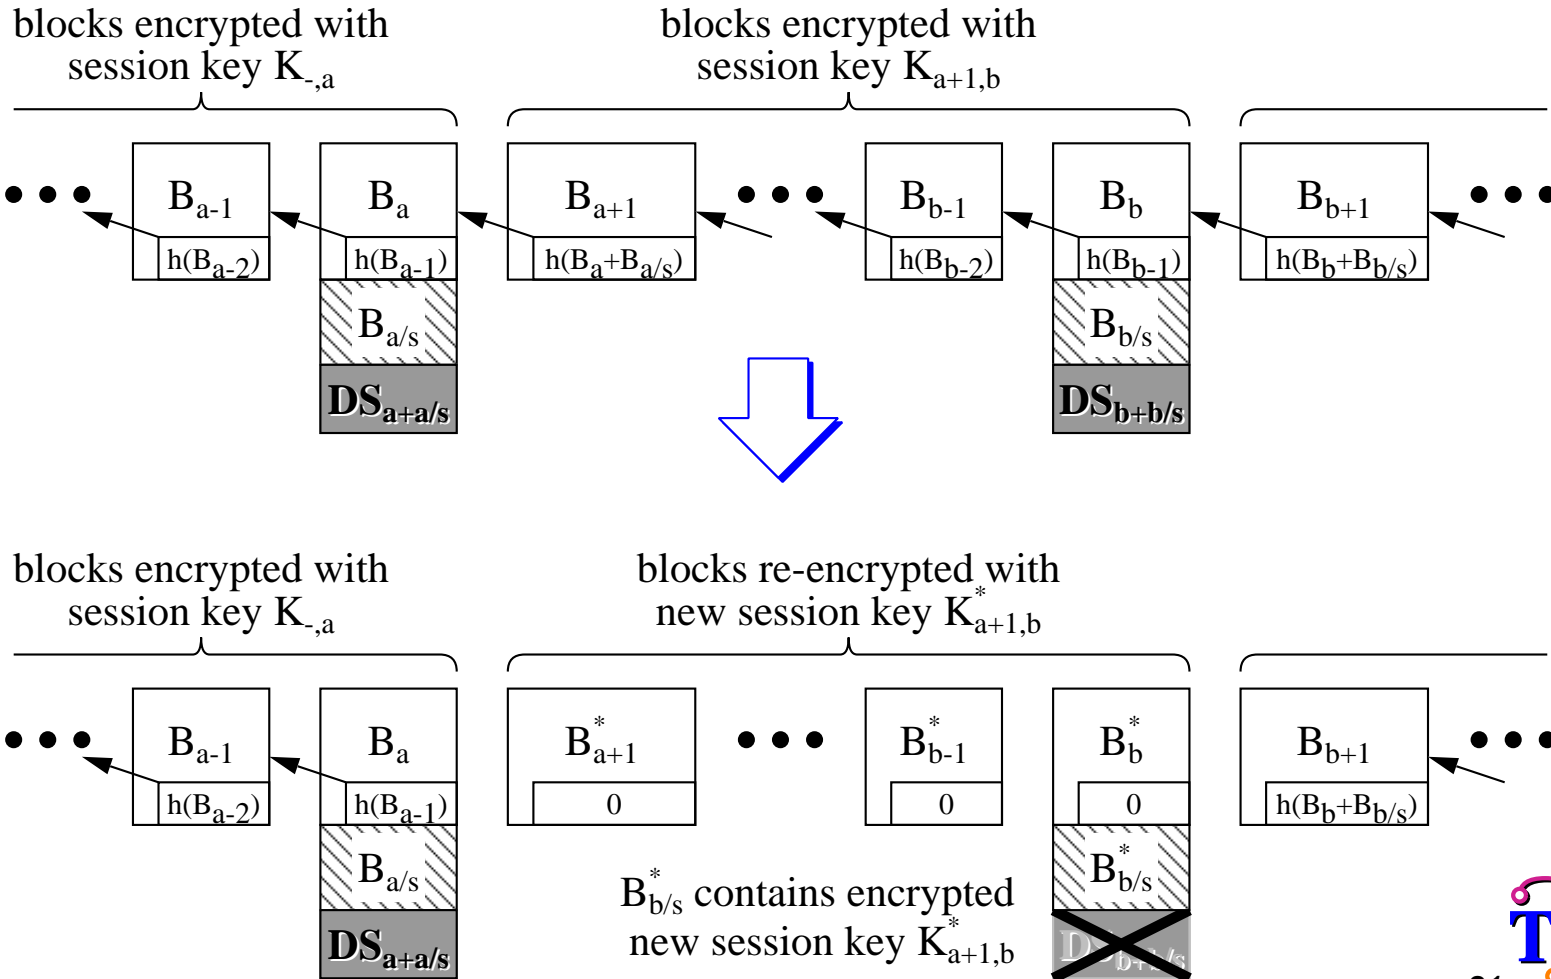 blocks encrypted with
session key K-,a
blocks encrypted with
session key Ka+1,b
• • • Ba-1 Ba Ba+1 • • • Bb-1 Bb Bb+1 • • •
h(Ba-2) h(Ba-1) h(Ba+Ba/s) h(Bb-2) h(Bb-1) h(Bb+Bb/s)
Ba/s Bb/s
DSa+a/s DSb+b/s
blocks encrypted with
session key K-,a
blocks re-encrypted with
new session key K*a+1,b
• • • Ba-1 Ba B*a+1 • • • B*b-1 B*b Bb+1 • • •
h(Ba-2) h(Ba-1) 0 0 0 h(Bb+Bb/s)
Ba/s B*b/s
B*b/s contains encrypted
new session key K*a+1,b
DSa+a/s DSb+b/s
T